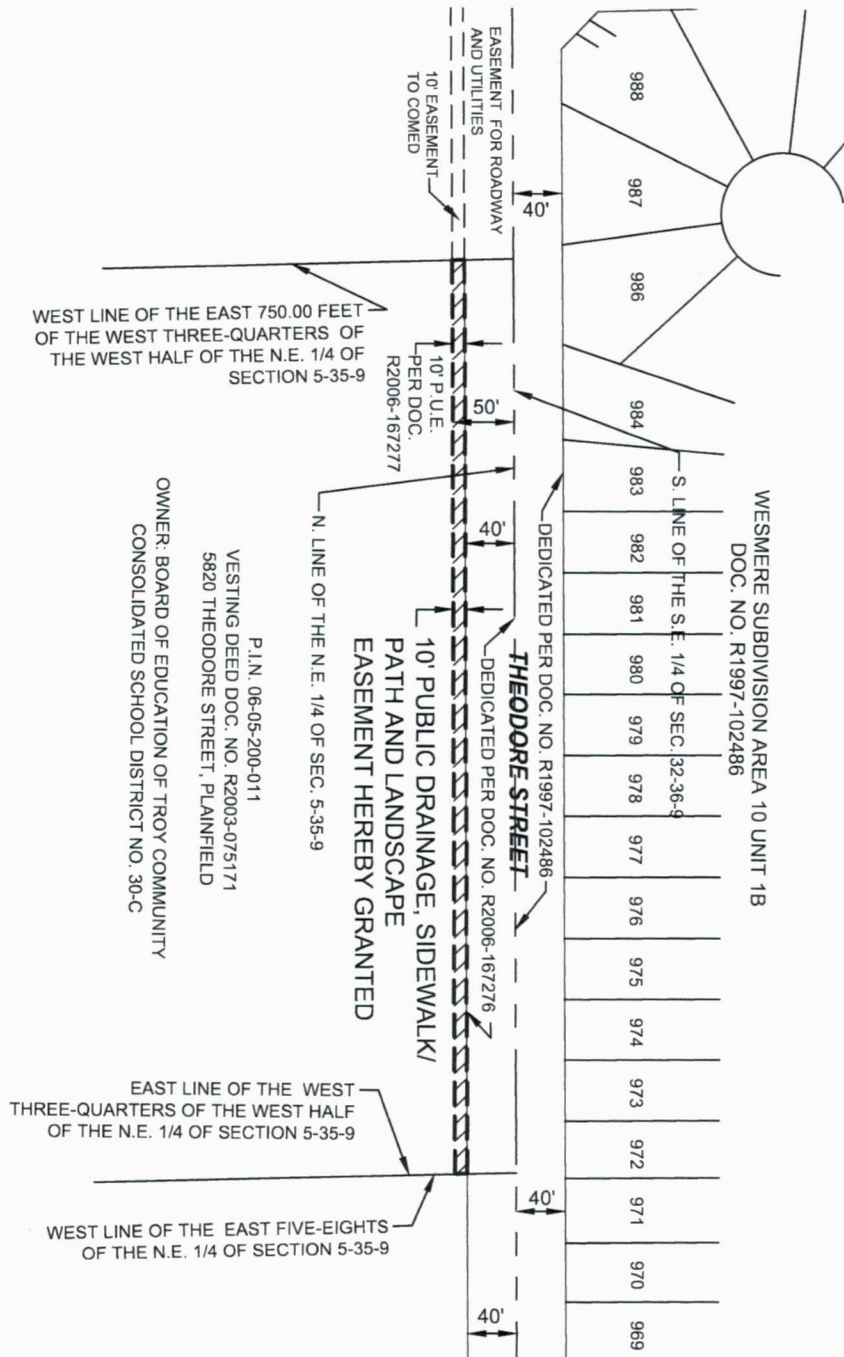 WESMERE SUBDIVISION AREA 10 UNIT 1B
DOC. NO. R1997-102486
988
987
986
984
983
982
981
980
979
978
977
976
975
974
973
972
971
970
969
S. LINE OF THE S.E. 1/4 OF SEC. 32-36-9
DEDICATED PER DOC. NO. R1997-102486
40'
40'
THEODORE STREET
EASEMENT FOR ROADWAY
AND UTILITIES
10' EASEMENT
TO COMED
50'
40'
40'
DEDICATED PER DOC. NO. R2006-167276
10' P.U.E.
PER DOC.
R2006-167277
10' PUBLIC DRAINAGE, SIDEWALK/
PATH AND LANDSCAPE
EASEMENT HEREBY GRANTED
N. LINE OF THE N.E. 1/4 OF SEC. 5-35-9
WEST LINE OF THE EAST 750.00 FEET
OF THE WEST THREE-QUARTERS OF
THE WEST HALF OF THE N.E. 1/4 OF
SECTION 5-35-9
P.I.N. 06-05-200-011
VESTING DEED DOC. NO. R2003-075171
5820 THEODORE STREET, PLAINFIELD
OWNER: BOARD OF EDUCATION OF TROY COMMUNITY
CONSOLIDATED SCHOOL DISTRICT NO. 30-C
EAST LINE OF THE WEST
THREE-QUARTERS OF THE WEST HALF
OF THE N.E. 1/4 OF SECTION 5-35-9
WEST LINE OF THE EAST FIVE-EIGHTS
OF THE N.E. 1/4 OF SECTION 5-35-9